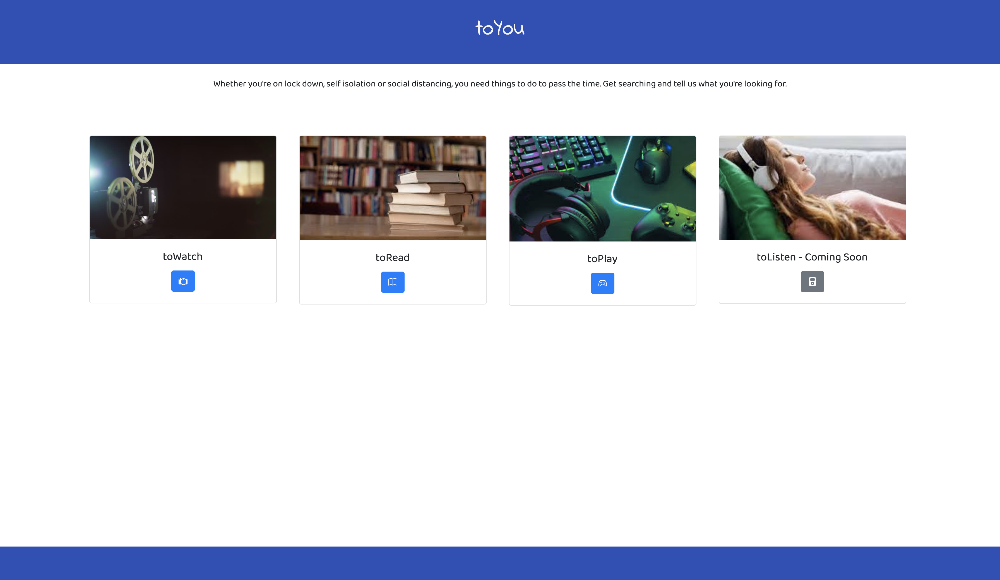 toYou
Whether you're on lock down, self isolation or social distancing, you need things to do to pass the time. Get searching and tell us what you're looking for.
toWatch
toRead
toPlay
toListen - Coming Soon